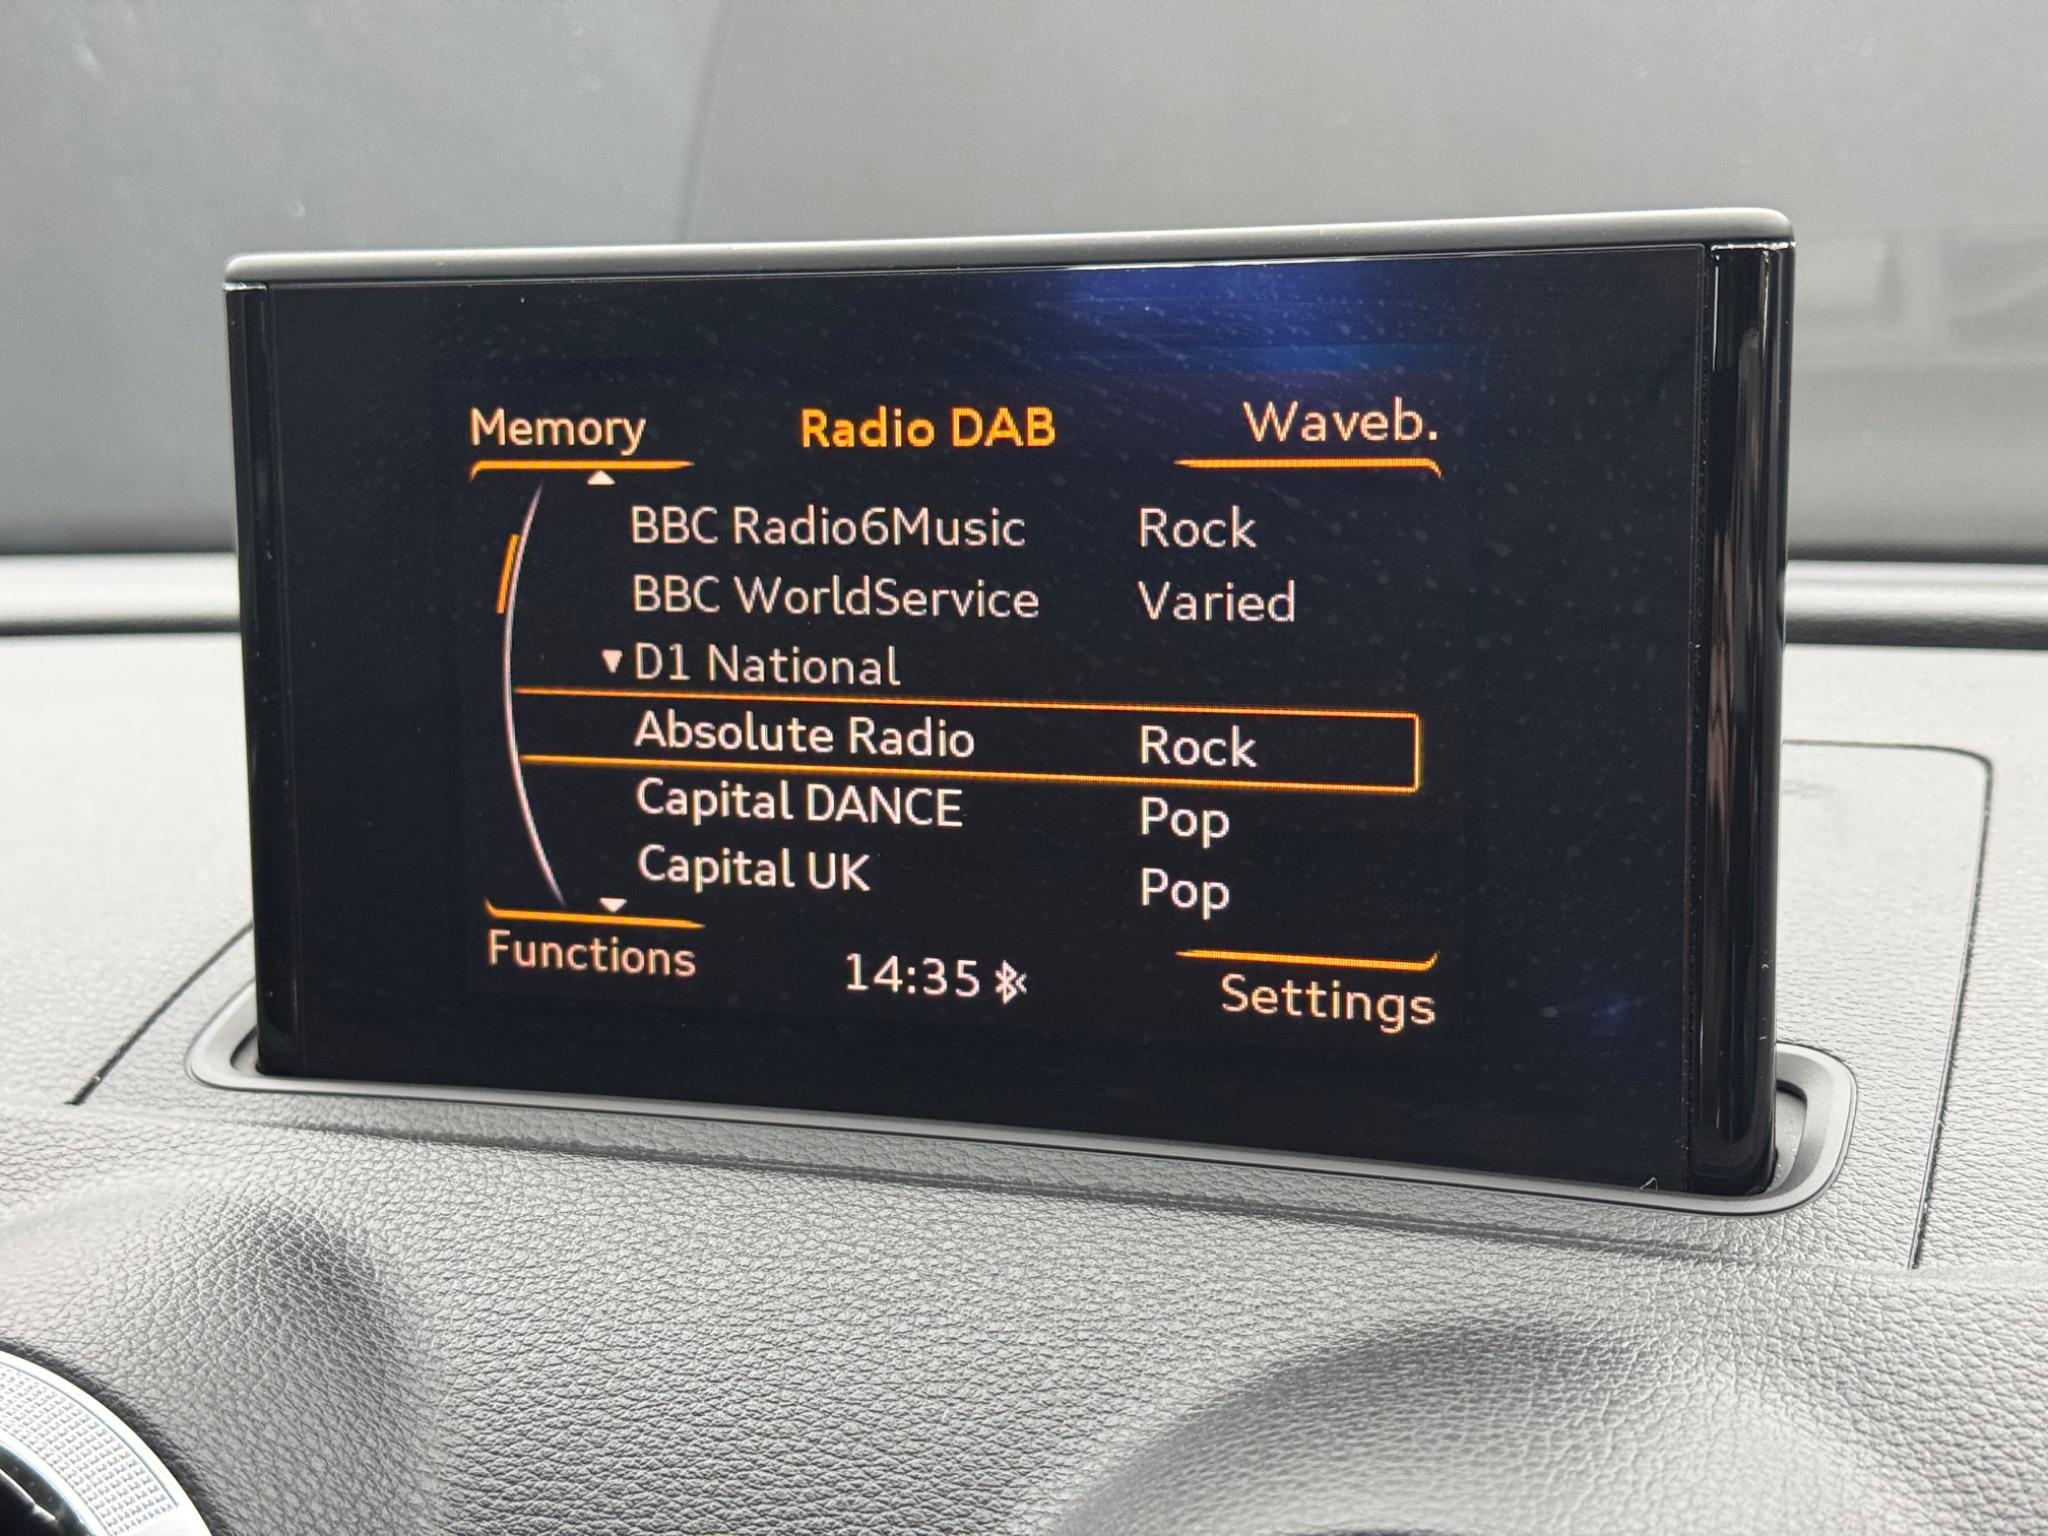 Memory Radio DAB Waveb.
BBC Radio6Music Rock
BBC WorldService Varied
D1 National
Absolute Radio Rock
Capital DANCE Pop
Capital UK Pop
Functions 14:35 Settings